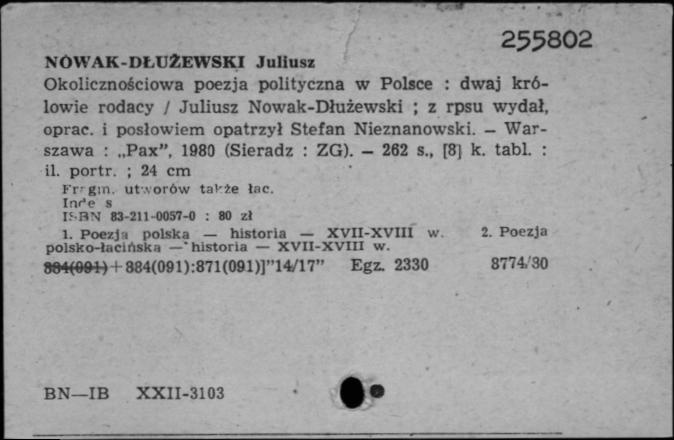 255802
NOWAK-DŁUŻEWSKI Juliusz
Okolicznościowa poezja polityczna w Polsce : dwaj kró-
lowie rodacy / Juliusz Nowak-Dłużewski ; z rpsu wydał,
oprac. i posłowiem opatrzył Stefan Nieznanowski. — War-
szawa : „Pax”, 1980 (Sieradz : ZG). — 262 s., [8] k. tabl. :
il. portr. ; 24 cm
Fragm. utworów także łac.
Inde s
ISBN 83-211-0057-0 : 80 zł
1. Poezja polska — historia — XVII-XVIII w. 2. Poezja
polsko-łacińska — historia — XVII-XVIII w.
884(091)+884(091):871(091)]”14/17” Egz. 2330 8774/30
BN—IB XXII-3103